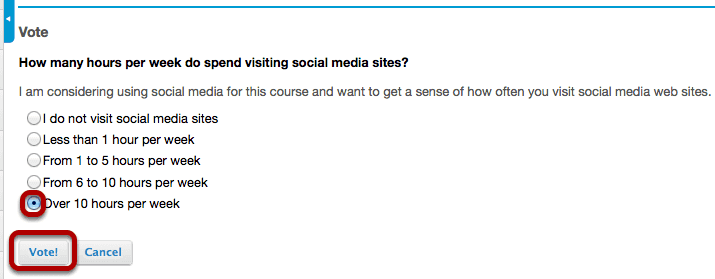 Vote
How many hours per week do spend visiting social media sites?
I am considering using social media for this course and want to get a sense of how often you visit social media web sites.
I do not visit social media sites
Less than 1 hour per week
From 1 to 5 hours per week
From 6 to 10 hours per week
Over 10 hours per week
Vote! Cancel